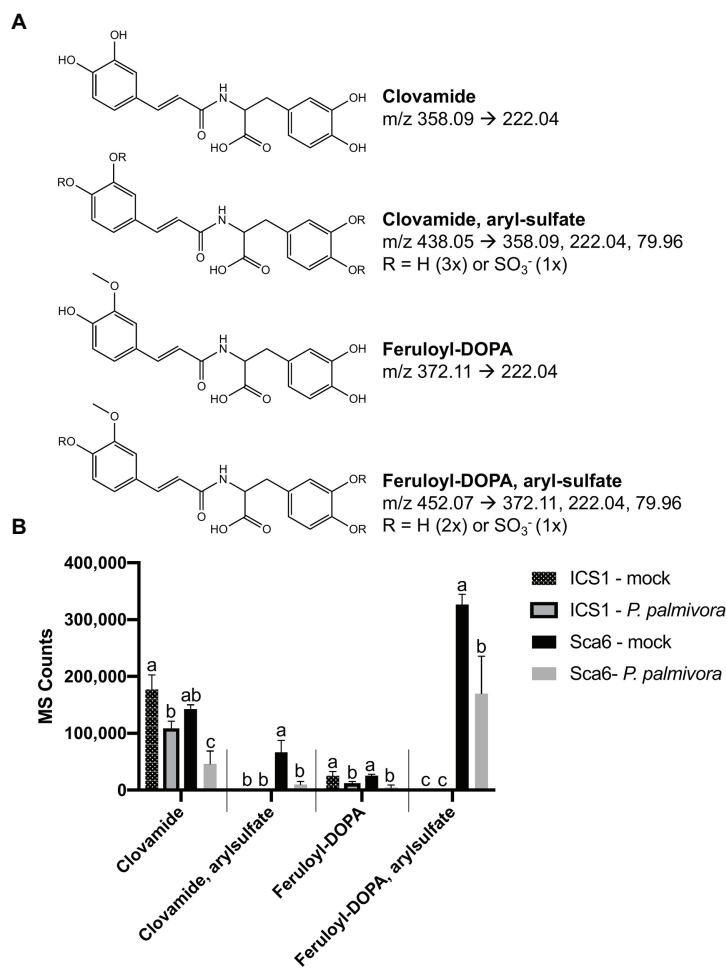 A
OH
HO
H
N
O
HO
O
OH
OH
Clovamide
m/z 358.09 → 222.04
OR
RO
H
N
O
HO
O
OR
OR
Clovamide, aryl-sulfate
m/z 438.05 → 358.09, 222.04, 79.96
R = H (3x) or SO₃⁻ (1x)
O
HO
H
N
O
HO
O
OH
OH
Feruloyl-DOPA
m/z 372.11 → 222.04
O
RO
H
N
O
HO
O
OR
OR
Feruloyl-DOPA, aryl-sulfate
m/z 452.07 → 372.11, 222.04, 79.96
R = H (2x) or SO₃⁻ (1x)
B
MS Counts
400,000
300,000
200,000
100,000
0
a
b
ab
c
b b
a
b
a
b
a
b
c c
a
b
Clovamide
Clovamide, arylsulfate
Feruloyl-DOPA
Feruloyl-DOPA, arylsulfate
ICS1 - mock
ICS1 - P. palmivora
Sca6 - mock
Sca6- P. palmivora